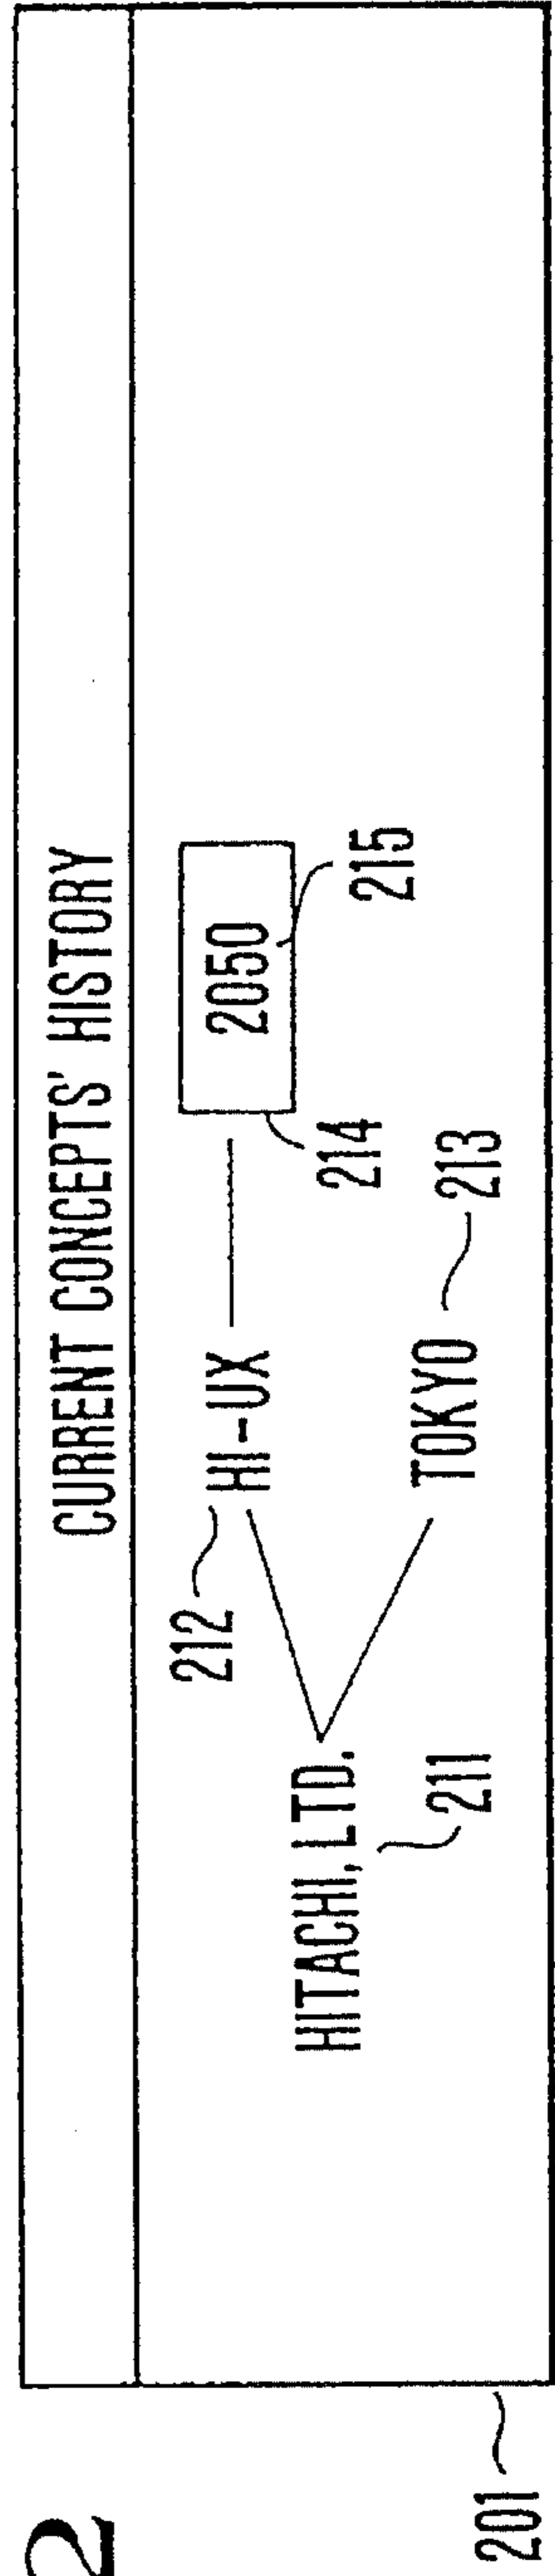 2
CURRENT CONCEPTS' HISTORY
212 HI-UX 2050
214 215
HITACHI, LTD.
211
TOKYO 213
201